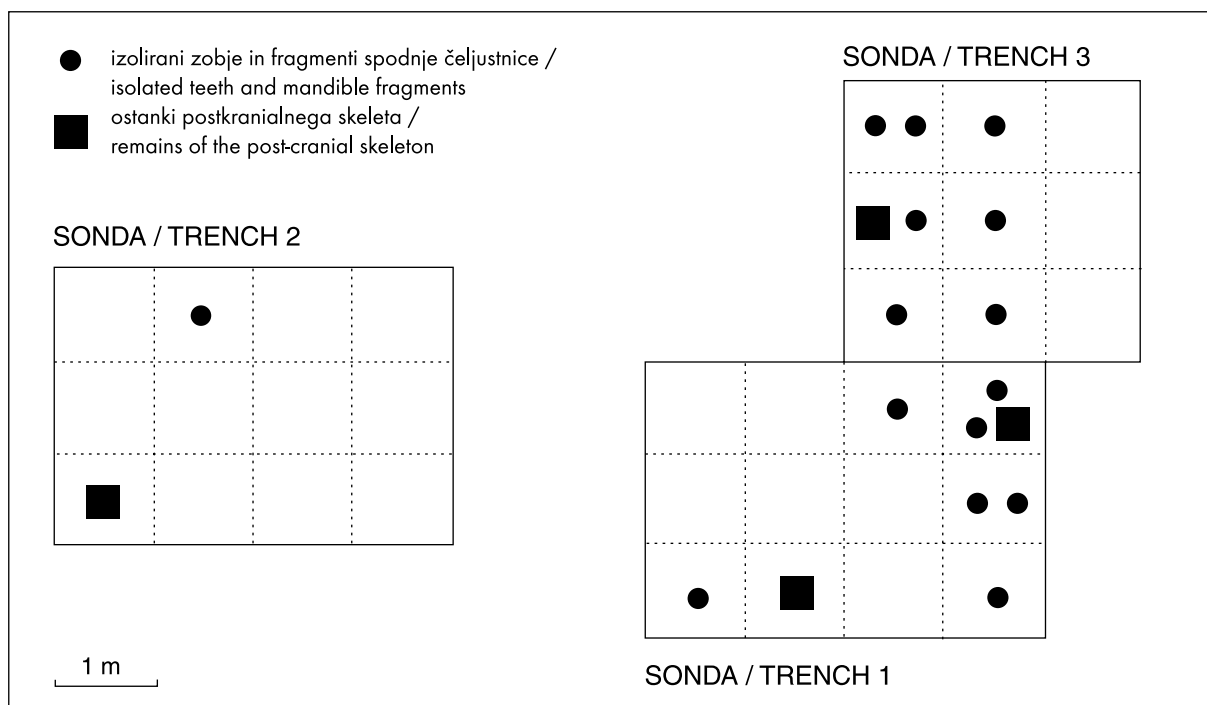 izolirani zobje in fragmenti spodnje čeljustnice /
isolated teeth and mandible fragments
ostanki postkranialnega skeleta /
remains of the post-cranial skeleton
SONDA / TRENCH 3
SONDA / TRENCH 2
1 m
SONDA / TRENCH 1